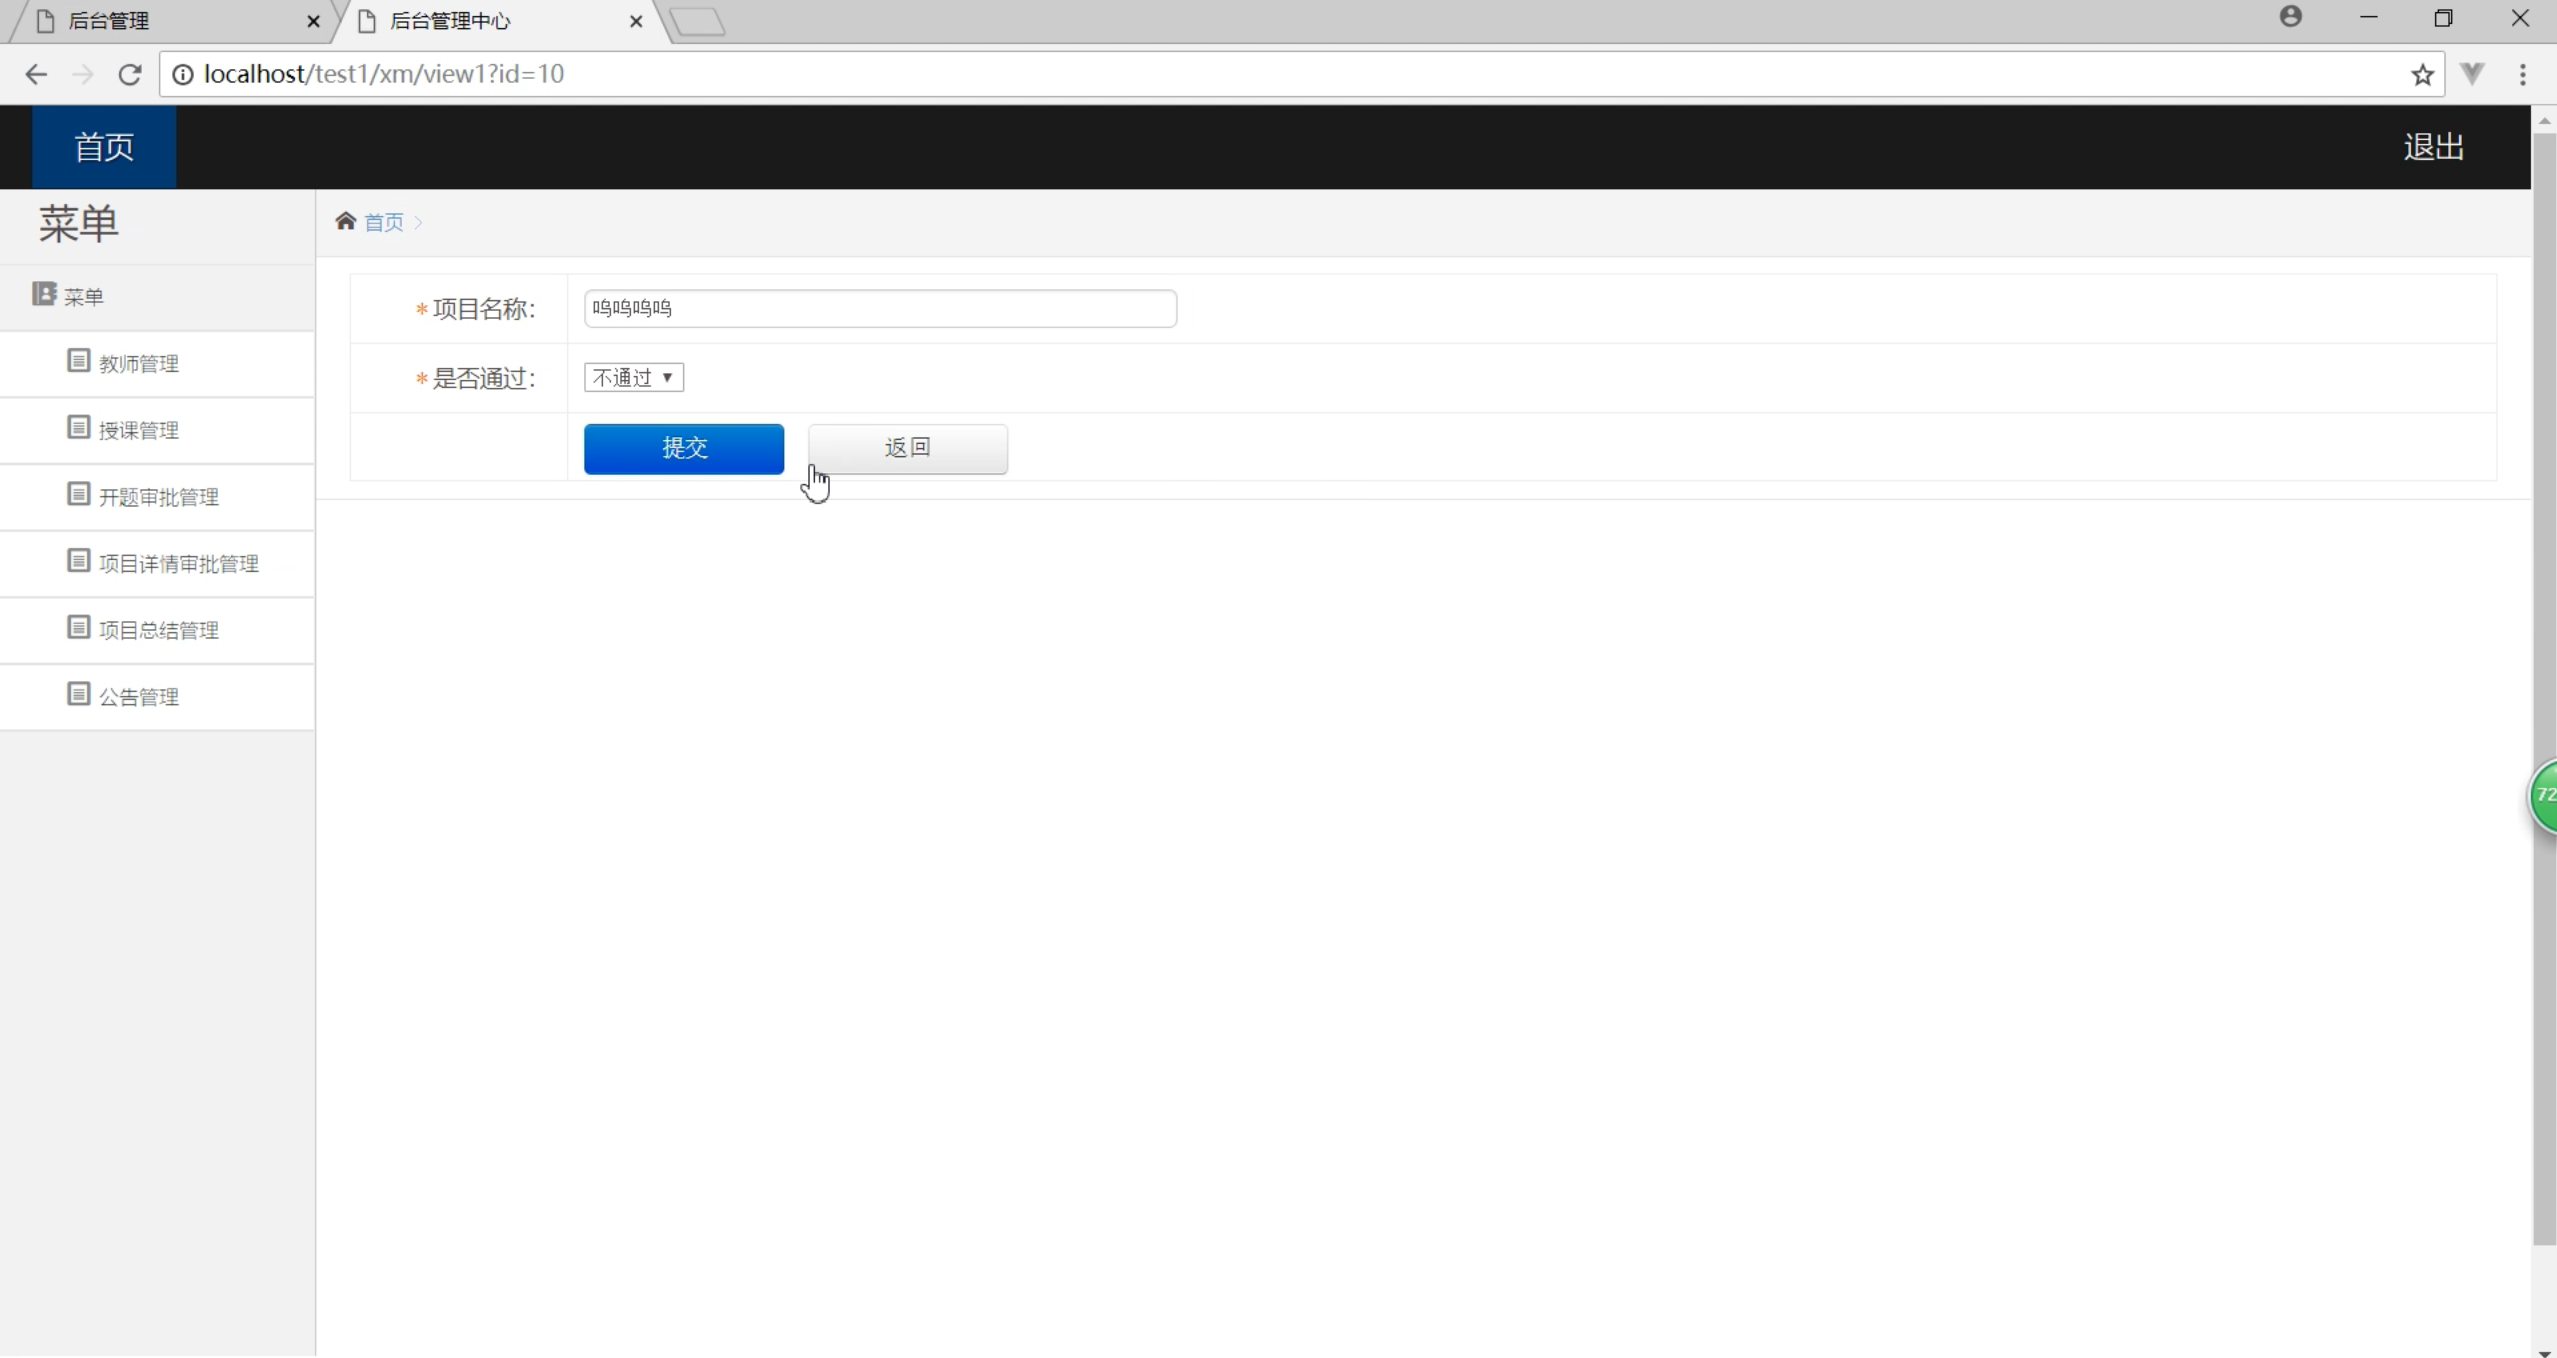 后台管理
后台管理中心
localhost/test1/xm/view1?id=10
首页
退出
菜单
首页
菜单
教师管理
授课管理
开题审批管理
项目详情审批管理
项目总结管理
公告管理
*项目名称：
呜呜呜呜
*是否通过：
不通过
提交
返回
72